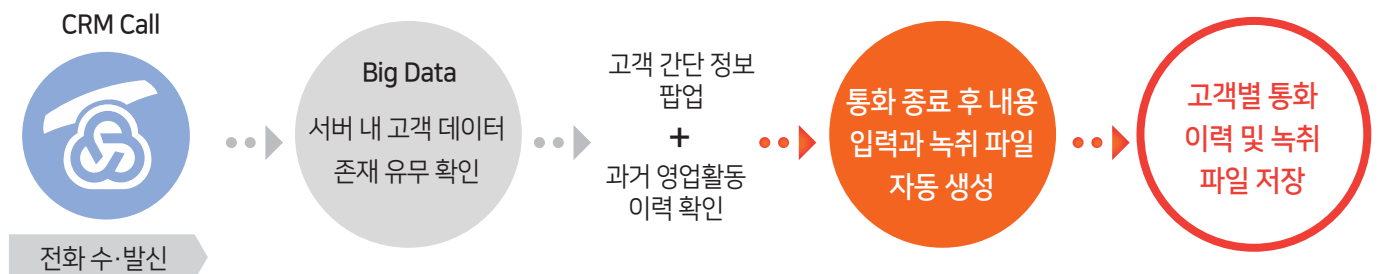 CRM Call
전화 수·발신
Big Data
서버 내 고객 데이터
존재 유무 확인
고객 간단 정보
팝업
+
과거 영업활동
이력 확인
통화 종료 후 내용
입력과 녹취 파일
자동 생성
고객별 통화
이력 및 녹취
파일 저장